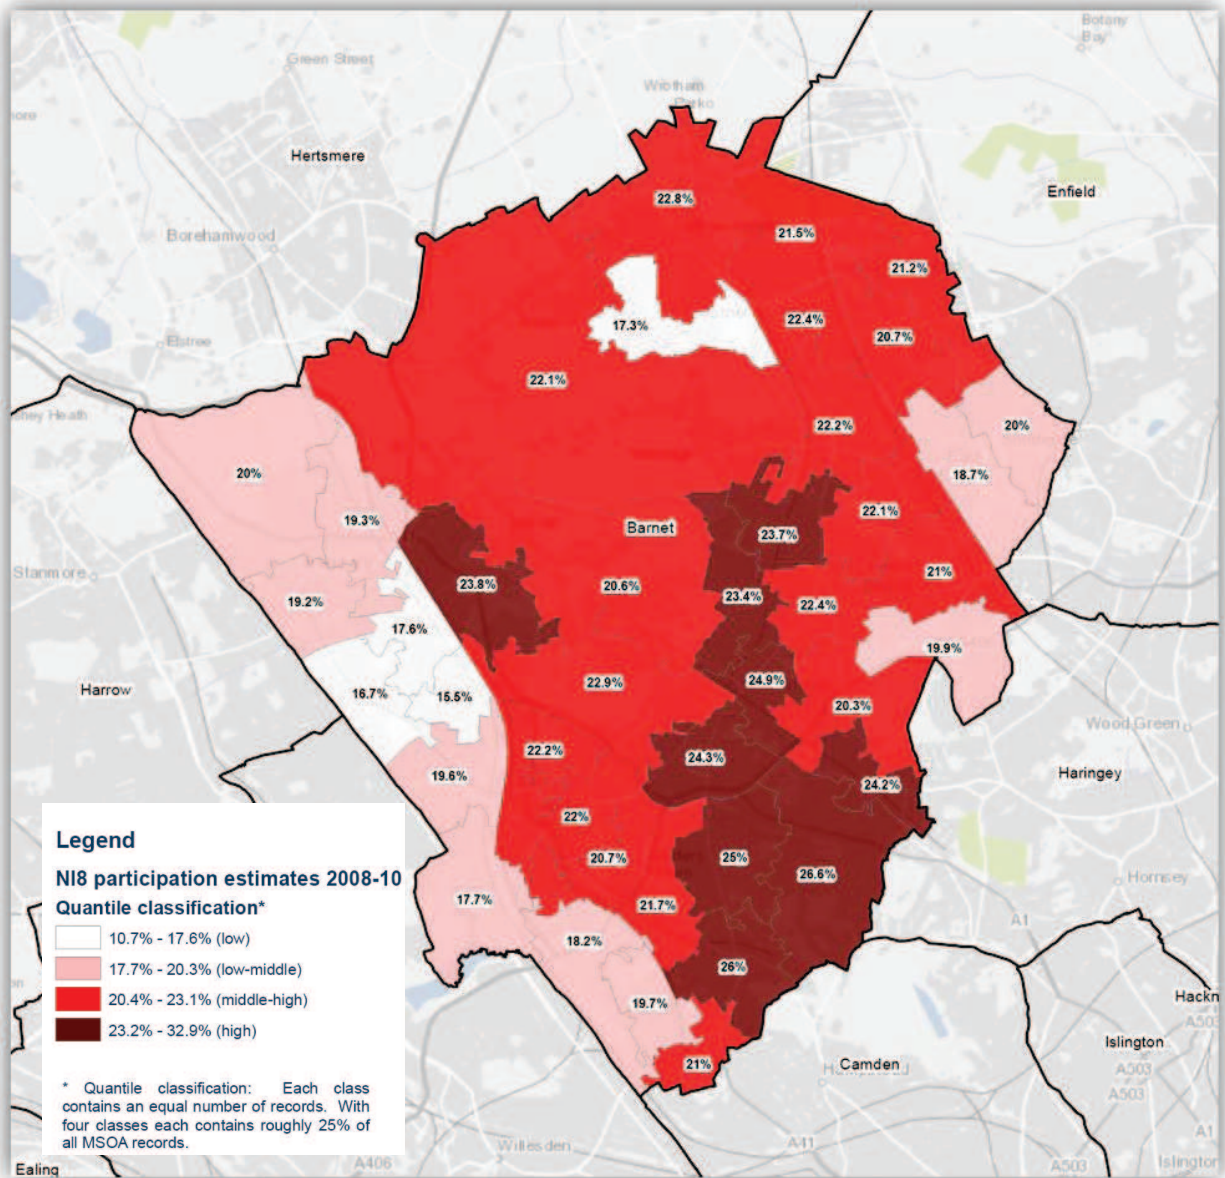 Botany
Bay
Green Street
Wrotham
Parko
ore
Hertsmere
Enfield
22.8%
21.5%
Borehamwood
21.2%
17.3%
22.4%
20.7%
Elstree
22.1%
hey Heath
22.2%
20%
20%
18.7%
19.3%
22.1%
Barnet
23.7%
Stanmore
23.8%
20.6%
21%
19.2%
23.4%
22.4%
17.6%
19.9%
Harrow
16.7%
15.5%
22.9%
24.9%
20.3%
Wood Green
22.2%
24.3%
Haringey
19.6%
24.2%
22%
20.7%
25%
26.6%
Hornsey
17.7%
21.7%
A1
18.2%
26%
19.7%
Hackn
A503
Islington
21%
Camden
A503
A503
A1
Willesden
A41
Islington
A406
A503
Ealing
Legend
NI8 participation estimates 2008-10
Quantile classification*
10.7% - 17.6% (low)
17.7% - 20.3% (low-middle)
20.4% - 23.1% (middle-high)
23.2% - 32.9% (high)
* Quantile classification: Each class
contains an equal number of records. With
four classes each contains roughly 25% of
all MSOA records.